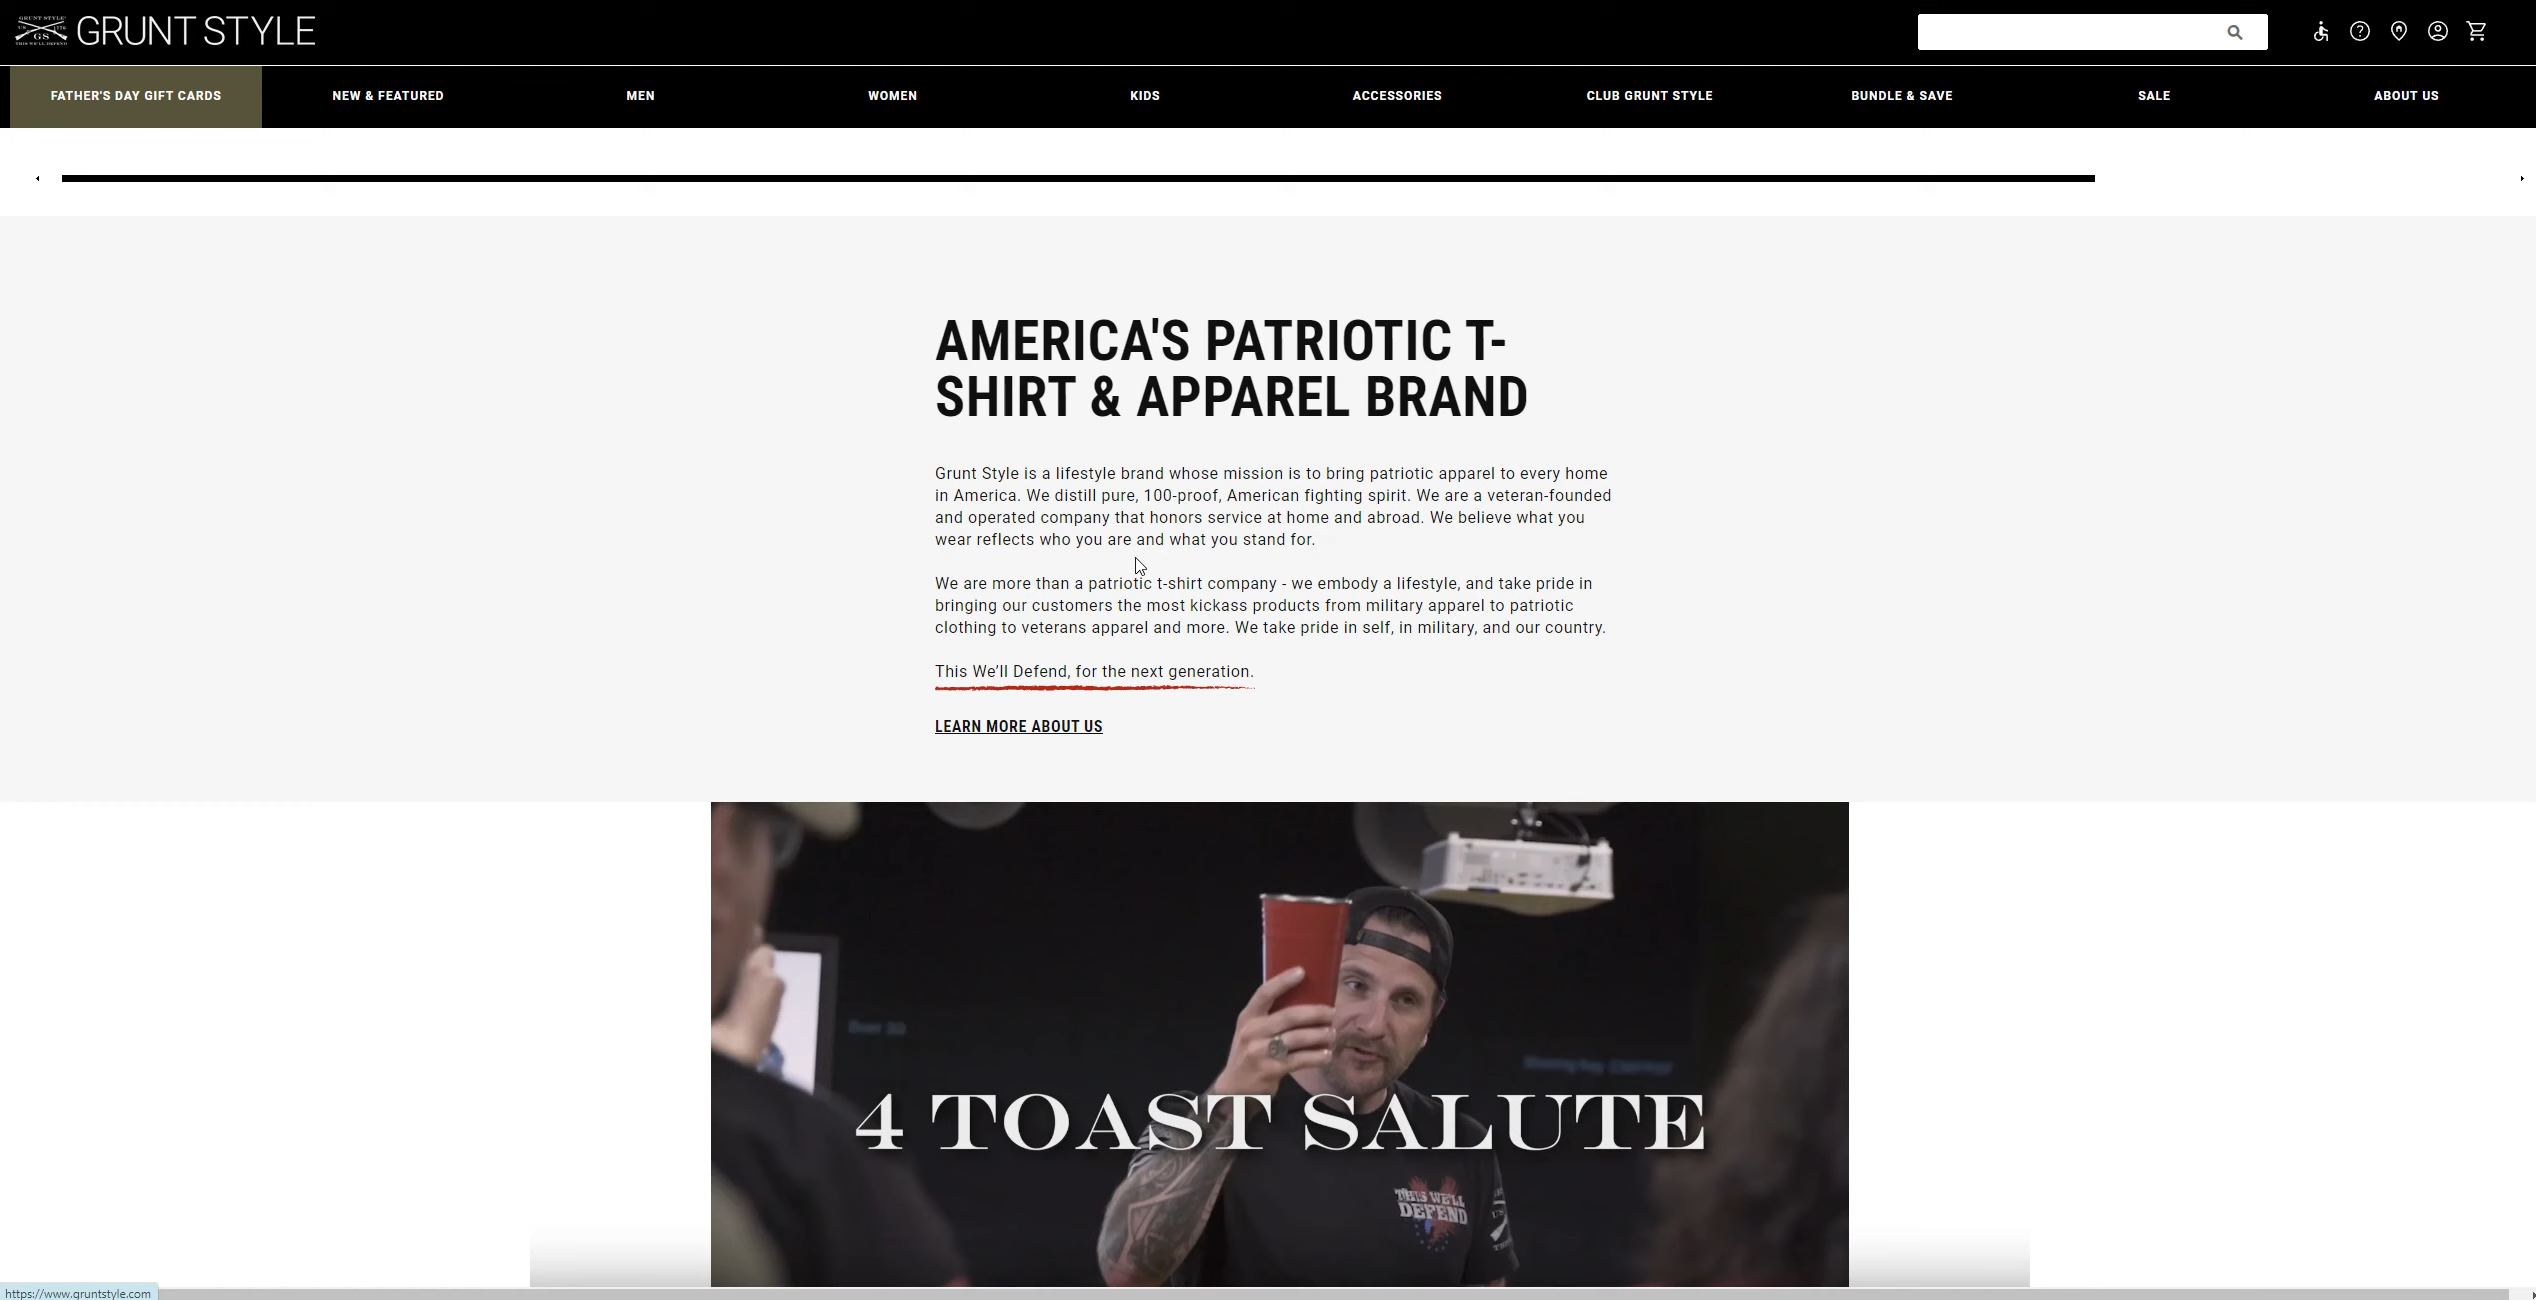 GRUNT STYLE
FATHER'S DAY GIFT CARDS
NEW & FEATURED
MEN
WOMEN
KIDS
ACCESSORIES
CLUB GRUNT STYLE
BUNDLE & SAVE
SALE
ABOUT US
AMERICA'S PATRIOTIC T-
SHIRT & APPAREL BRAND
Grunt Style is a lifestyle brand whose mission is to bring patriotic apparel to every home
in America. We distill pure, 100-proof, American fighting spirit. We are a veteran-founded
and operated company that honors service at home and abroad. We believe what you
wear reflects who you are and what you stand for.
We are more than a patriotic t-shirt company - we embody a lifestyle, and take pride in
bringing our customers the most kickass products from military apparel to patriotic
clothing to veterans apparel and more. We take pride in self, in military, and our country.
This We’ll Defend, for the next generation.
LEARN MORE ABOUT US
4 TOAST SALUTE
THIS WE'LL
DEFEND
https://www.gruntstyle.com